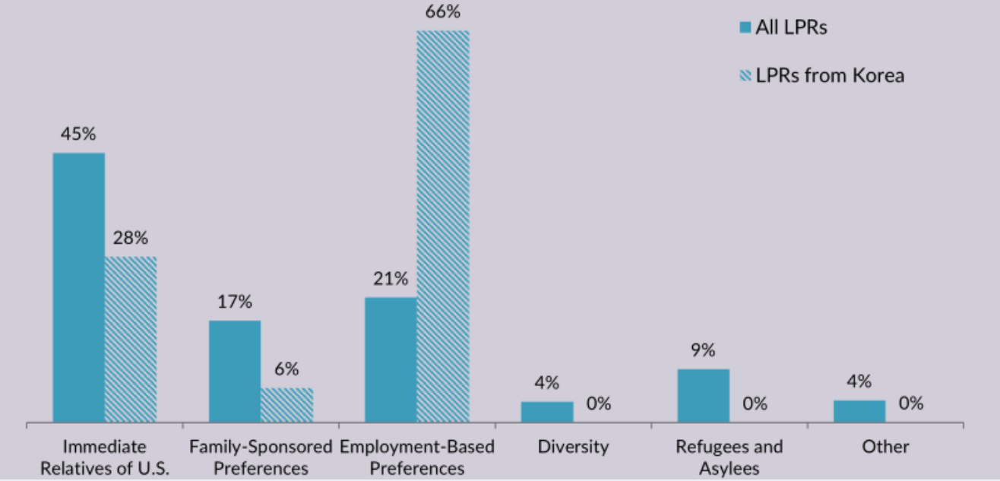 66%
All LPRs
LPRs from Korea
45%
28%
21%
17%
6%
9%
4%
0%
0%
4%
0%
Immediate
Relatives of U.S.
Family-Sponsored
Preferences
Employment-Based
Preferences
Diversity
Refugees and
Asylees
Other